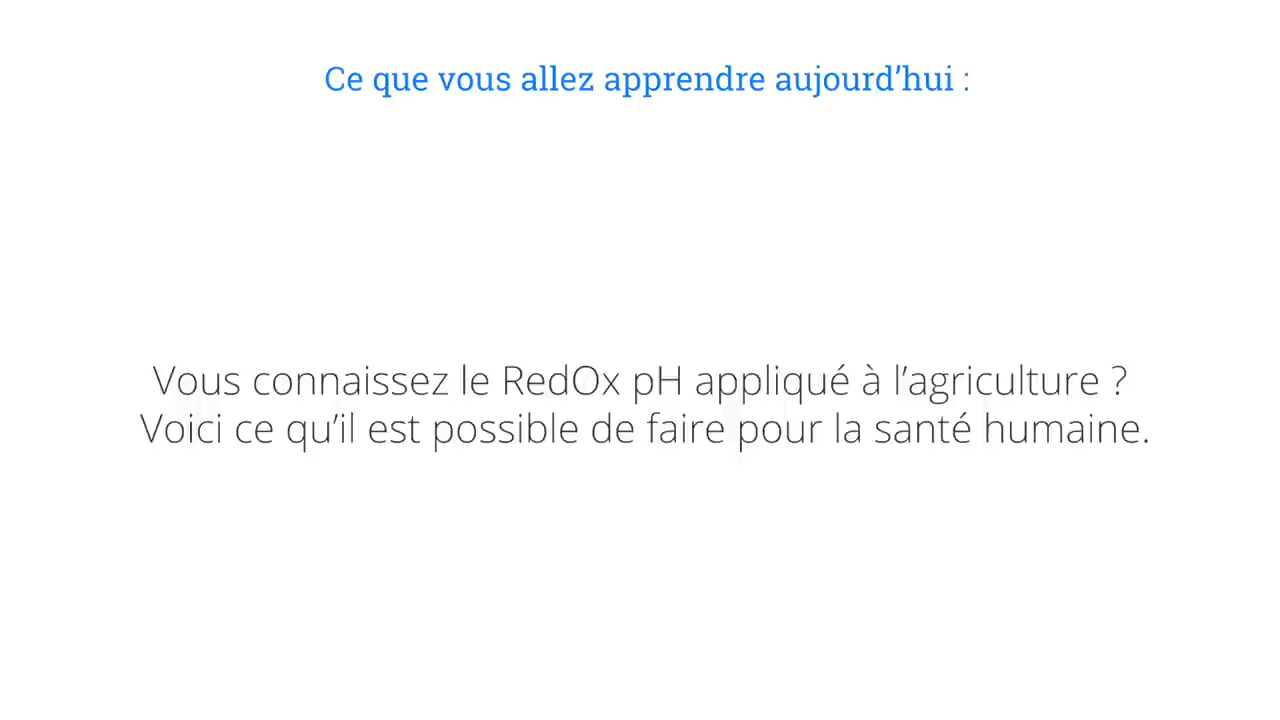 Ce que vous allez apprendre aujourd’hui :
Vous connaissez le RedOx pH appliqué à l’agriculture ?
Voici ce qu’il est possible de faire pour la santé humaine.